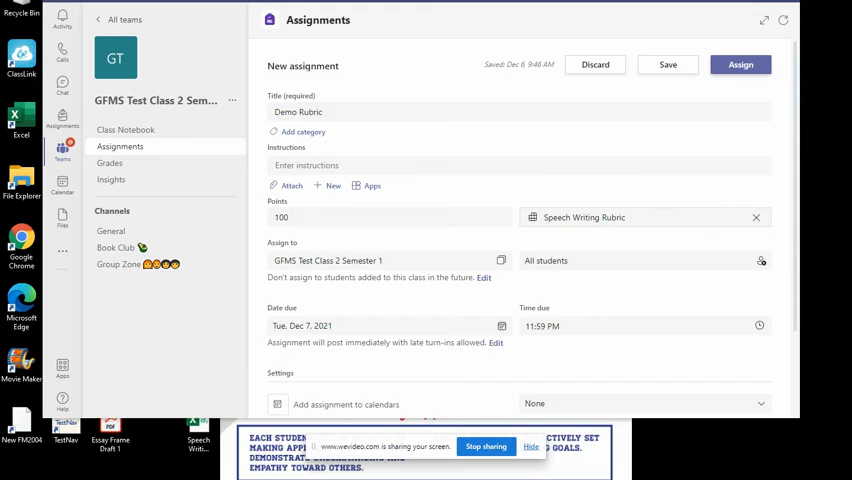 Recycle Bin
ClassLink
Excel
File Explorer
Google
Chrome
Microsoft
Edge
Movie Maker
New FM2004
TestNav
Essay Frame
Draft 1
Speech
Writi...
Activity
Calls
Chat
Assignments
Teams
Calendar
Files
Apps
Help
All teams
GT
GFMS Test Class 2 Sem...
Class Notebook
Assignments
Grades
Insights
Channels
General
Book Club
Group Zone
Assignments
New assignment
Saved: Dec 6, 9:46 AM
Discard
Save
Assign
Title (required)
Demo Rubric
Add category
Instructions
Enter instructions
Attach
New
Apps
Points
100
Speech Writing Rubric
Assign to
GFMS Test Class 2 Semester 1
All students
Don't assign to students added to this class in the future. Edit
Date due
Time due
Tue, Dec 7, 2021
11:59 PM
Assignment will post immediately with late turn-ins allowed. Edit
Settings
Add assignment to calendars
None
EACH STUDEN
CTIVELY SET
MAKING APP
NG GOALS.
DEMONSTRATE UNDERSTANDING AND
EMPATHY TOWARD OTHERS.
www.wevideo.com is sharing your screen.
Stop sharing
Hide